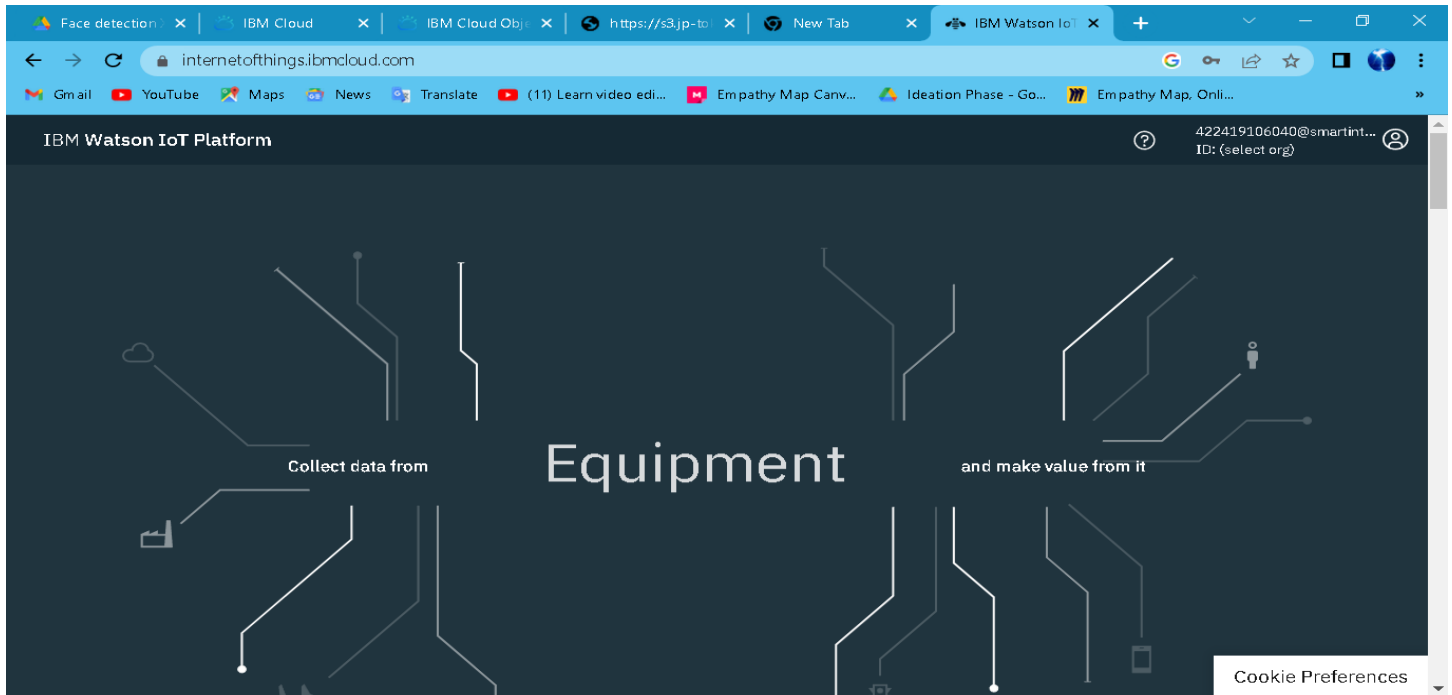 Face detection
IBM Cloud
IBM Cloud Obje
https://s3.jp-to
New Tab
IBM Watson IoT
internetofthings.ibmcloud.com
Gmail
YouTube
Maps
News
Translate
(11) Learn video edi...
Empathy Map Canv...
Ideation Phase - Go...
Empathy Map, Onli...
»
IBM Watson IoT Platform
422419106040@smartint...
ID: (select org)
Collect data from
Equipment
and make value from it
Cookie Preferences